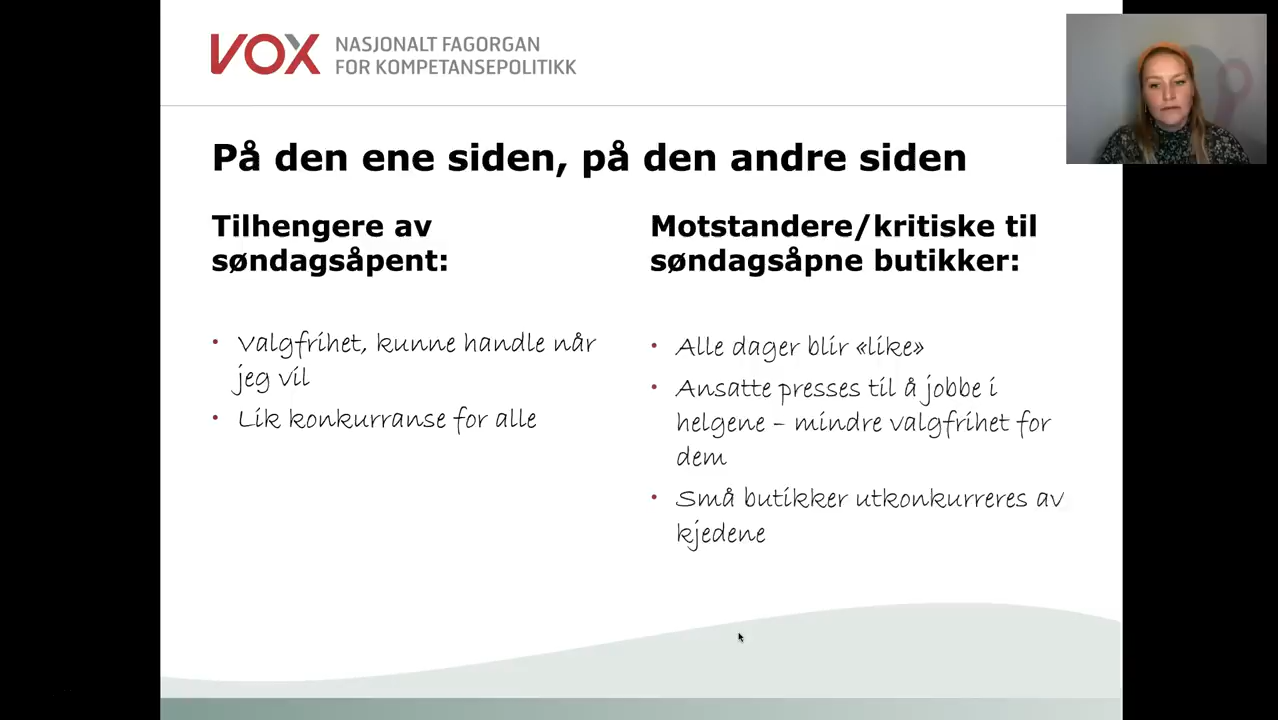 VOX NASJONALT FAGORGAN
FOR KOMPETANSEPOLITIKK
På den ene siden, på den andre siden
Tilhengere av
søndagsåpent:
• Valgfrihet, kunne handle når
jeg vil
• Lik konkurranse for alle
Motstandere/kritiske til
søndagsåpne butikker:
• Alle dager blir «like»
• Ansatte presses til å jobbe i
helgene – mindre valgfrihet for
dem
• Små butikker utkonkurreres av
kjedene